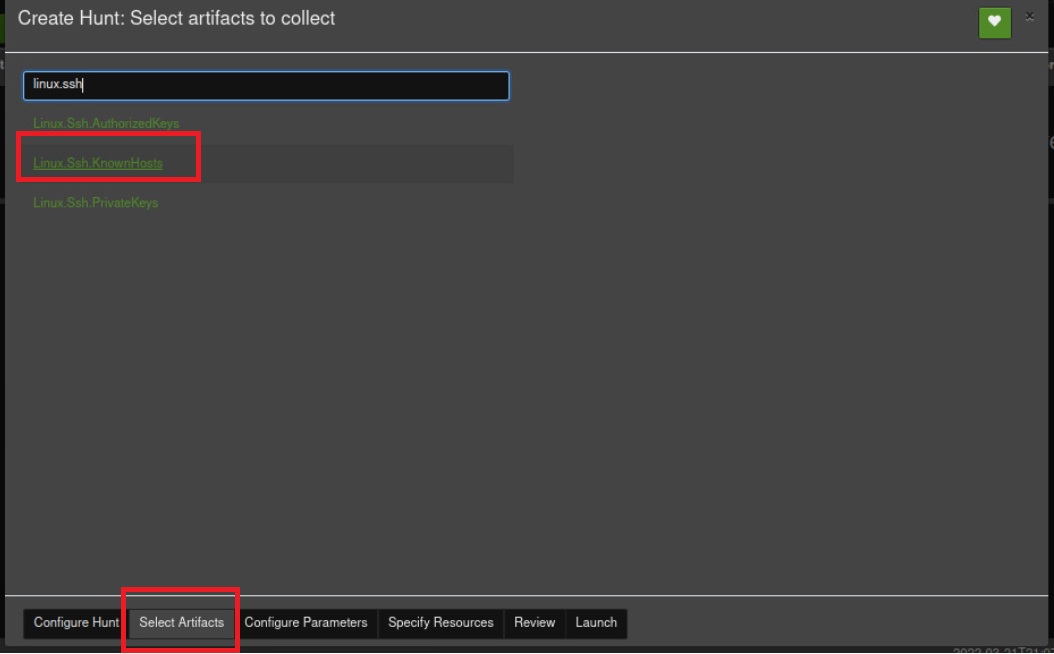 Create Hunt: Select artifacts to collect
linux.ssh
Linux.Ssh.AuthorizedKeys
Linux.Ssh.KnownHosts
Linux.Ssh.PrivateKeys
Configure Hunt Select Artifacts Configure Parameters Specify Resources Review Launch